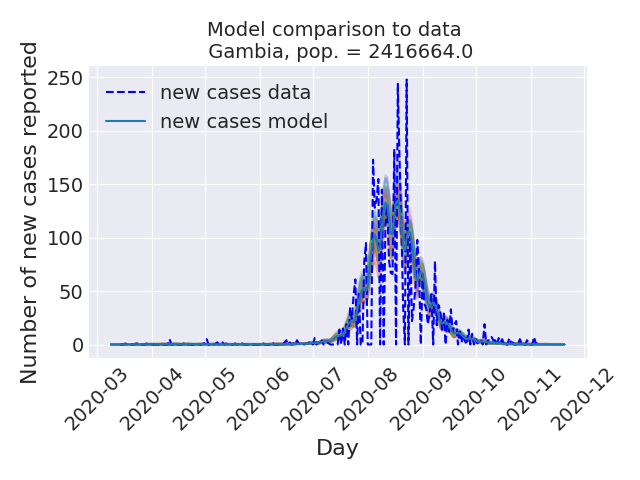 Model comparison to data
Gambia, pop. = 2416664.0
Number of new cases reported
250
200
150
100
50
0
new cases data
new cases model
2020-03
2020-04
2020-05
2020-06
2020-07
2020-08
2020-09
2020-10
2020-11
2020-12
Day